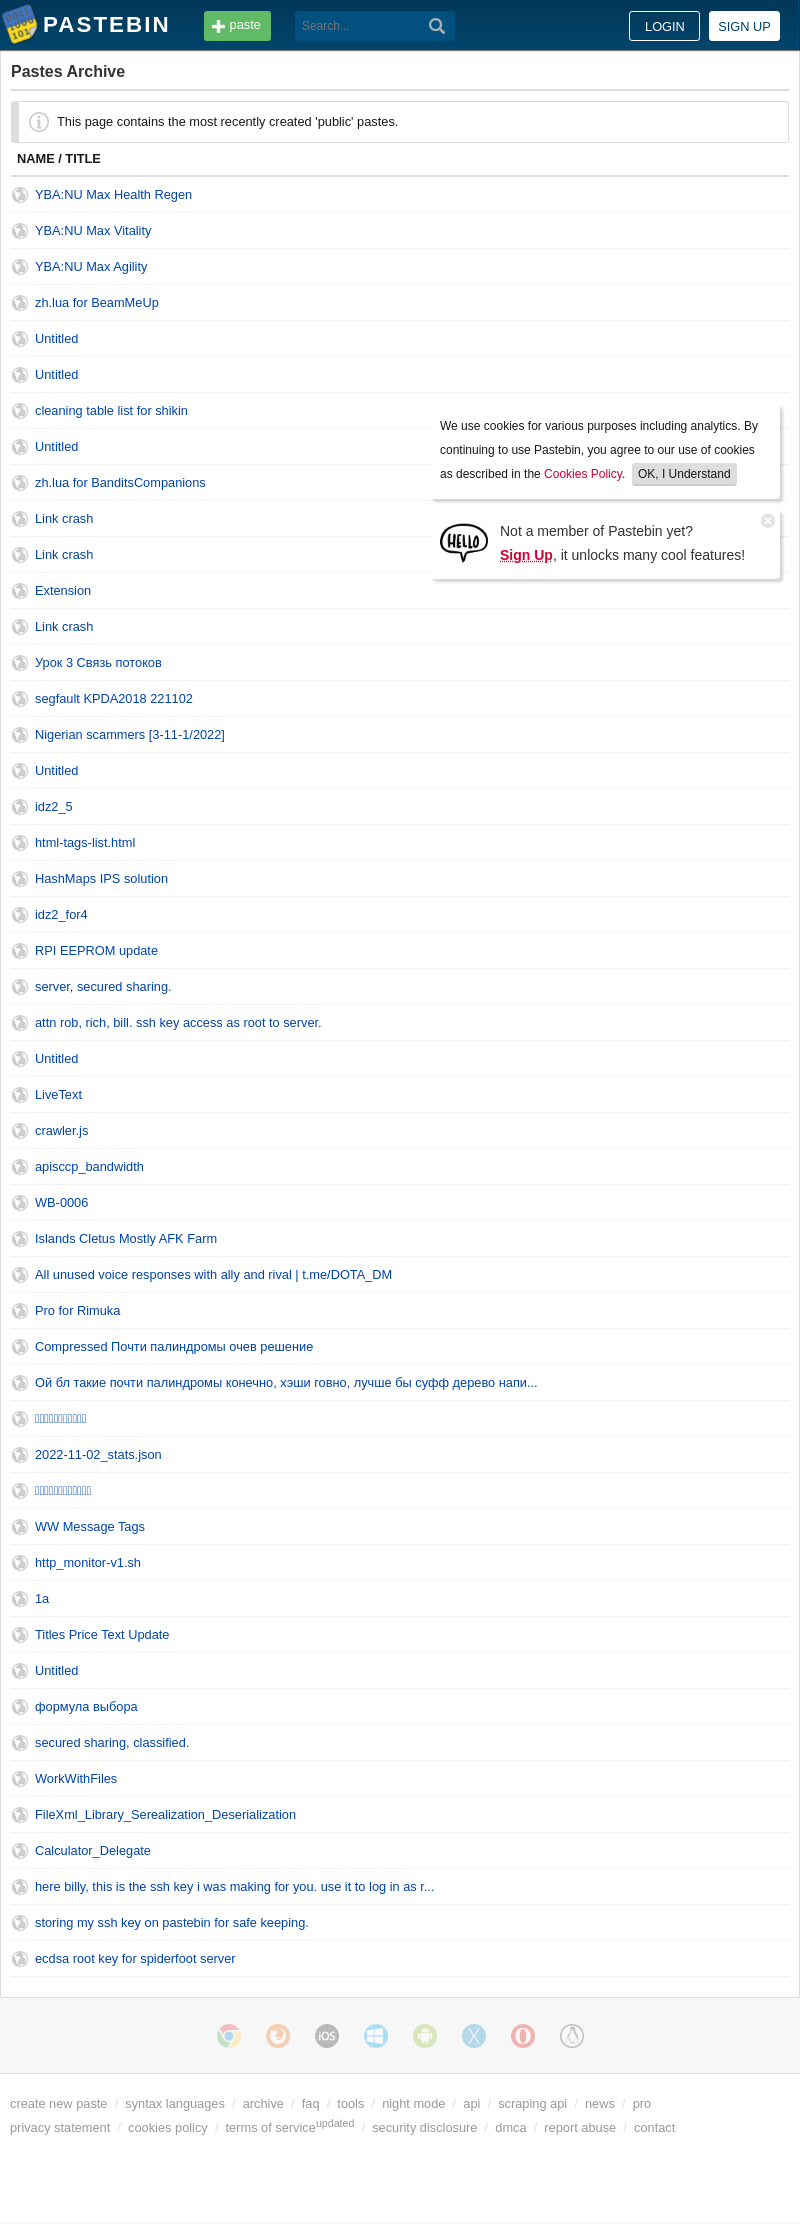 PASTEBIN
paste
Search...
LOGIN
SIGN UP
Pastes Archive
This page contains the most recently created 'public' pastes.
NAME / TITLE
YBA:NU Max Health Regen
YBA:NU Max Vitality
YBA:NU Max Agility
zh.lua for BeamMeUp
Untitled
Untitled
cleaning table list for shikin
Untitled
zh.lua for BanditsCompanions
Link crash
Link crash
Extension
Link crash
We use cookies for various purposes including analytics. By
continuing to use Pastebin, you agree to our use of cookies
as described in the Cookies Policy. OK, I Understand
HELLO
Not a member of Pastebin yet?
Sign Up, it unlocks many cool features!
Урок 3 Связь потоков
segfault KPDA2018 221102
Nigerian scammers [3-11-1/2022]
Untitled
idz2_5
html-tags-list.html
HashMaps IPS solution
idz2_for4
RPI EEPROM update
server, secured sharing.
attn rob, rich, bill. ssh key access as root to server.
Untitled
LiveText
crawler.js
apisccp_bandwidth
WB-0006
Islands Cletus Mostly AFK Farm
All unused voice responses with ally and rival | t.me/DOTA_DM
Pro for Rimuka
Compressed Почти палиндромы очев решение
Ой бл такие почти палиндромы конечно, хэши говно, лучше бы суфф дерево напи...
2022-11-02_stats.json
WW Message Tags
http_monitor-v1.sh
1a
Titles Price Text Update
Untitled
формула выбора
secured sharing, classified.
WorkWithFiles
FileXml_Library_Serealization_Deserialization
Calculator_Delegate
here billy, this is the ssh key i was making for you. use it to log in as r...
storing my ssh key on pastebin for safe keeping.
ecdsa root key for spiderfoot server
iOS
create new paste / syntax languages / archive / faq / tools / night mode / api / scraping api / news / pro
privacy statement / cookies policy / terms of service updated / security disclosure / dmca / report abuse / contact